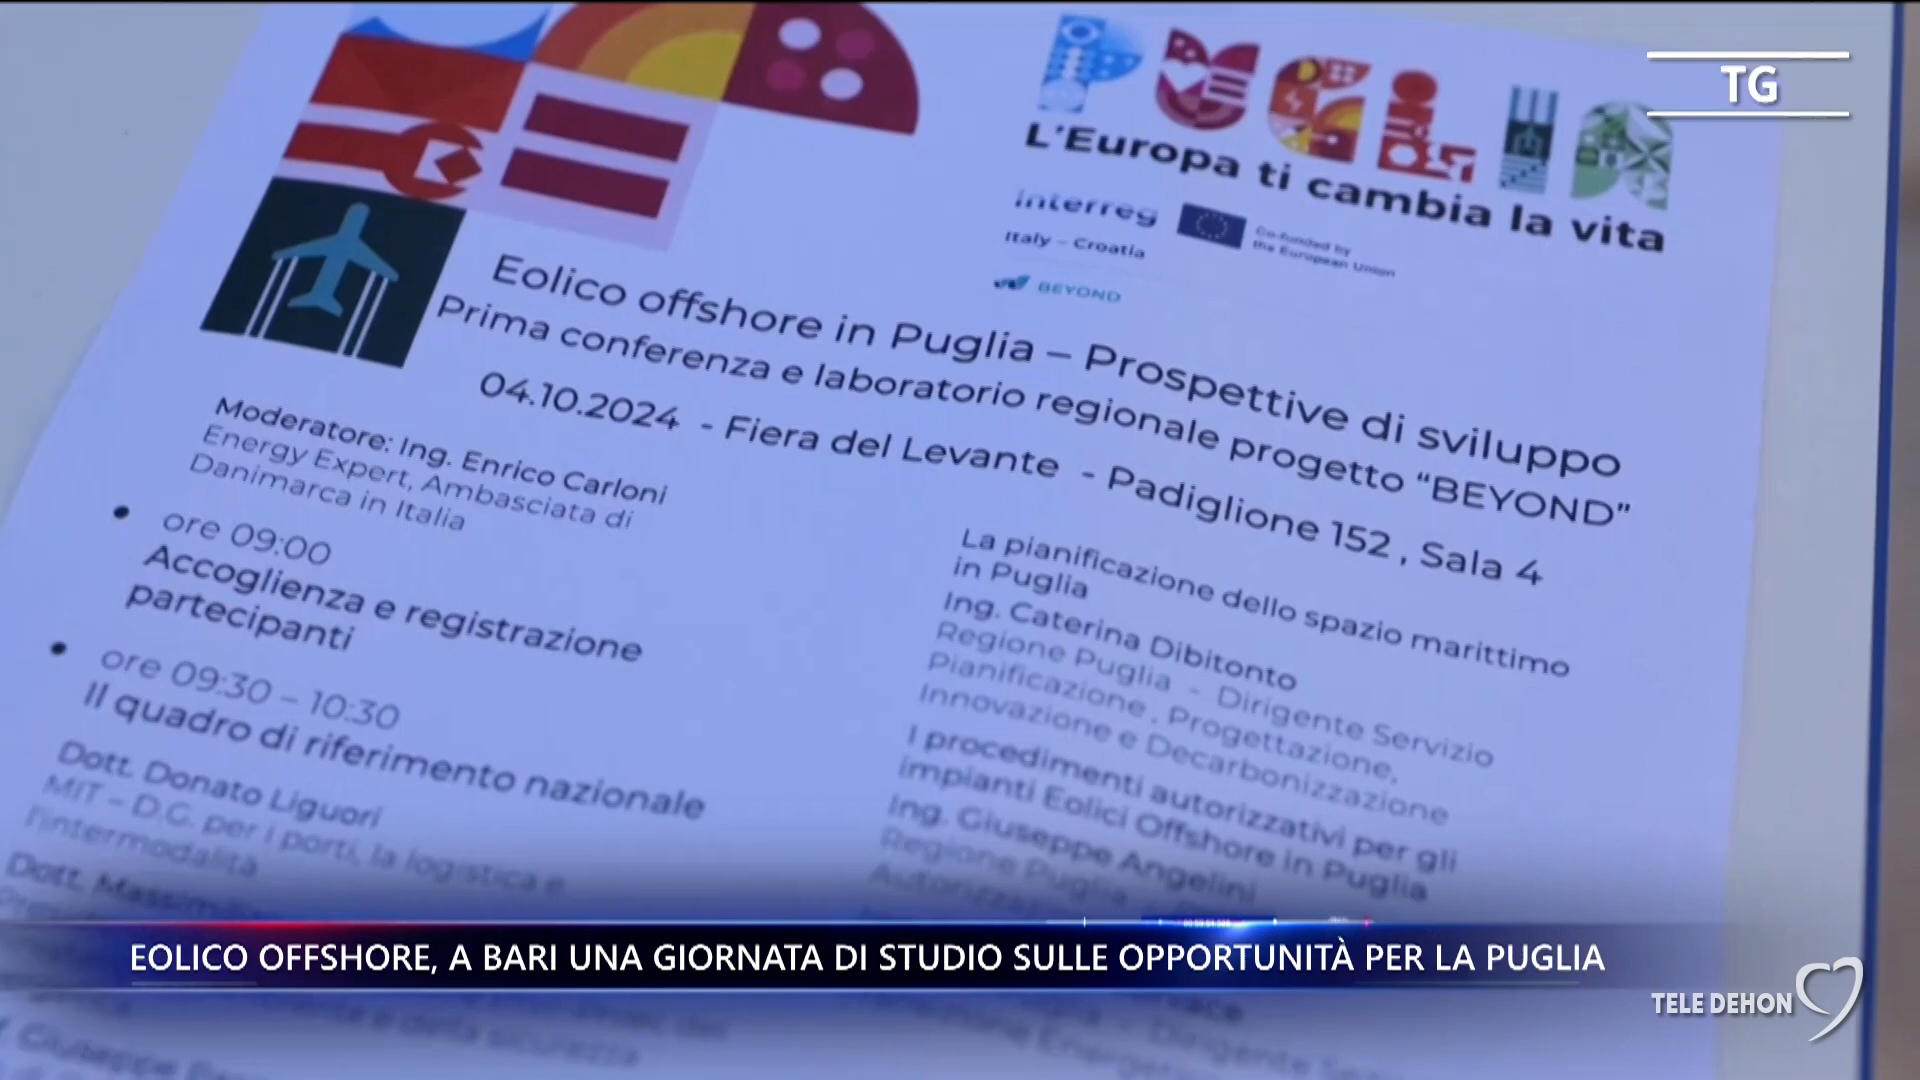 TG
PUGLIA
L'Europa ti cambia la vita
interreg
Italy – Croatia
Co-funded by
the European Union
BEYOND
Eolico offshore in Puglia – Prospettive di sviluppo
Prima conferenza e laboratorio regionale progetto “BEYOND”
04.10.2024 - Fiera del Levante - Padiglione 152 , Sala 4
Moderatore: Ing. Enrico Carloni
Energy Expert, Ambasciata di
Danimarca in Italia
ore 09:00
Accoglienza e registrazione
partecipanti
ore 09:30 – 10:30
Il quadro di riferimento nazionale
Dott. Donato Liguori
MIT – D.G. per i porti, la logistica e
l'intermodalità
Dott.
La pianificazione dello spazio marittimo
in Puglia
Ing. Caterina Dibitonto
Regione Puglia - Dirigente Servizio
Pianificazione , Progettazione,
Innovazione e Decarbonizzazione
I procedimenti autorizzativi per gli
impianti Eolici Offshore in Puglia
Ing. Giuseppe Angelini
Regione Puglia
EOLICO OFFSHORE, A BARI UNA GIORNATA DI STUDIO SULLE OPPORTUNITÀ PER LA PUGLIA
della sicurezza
Giuseppe
TELE DEHON